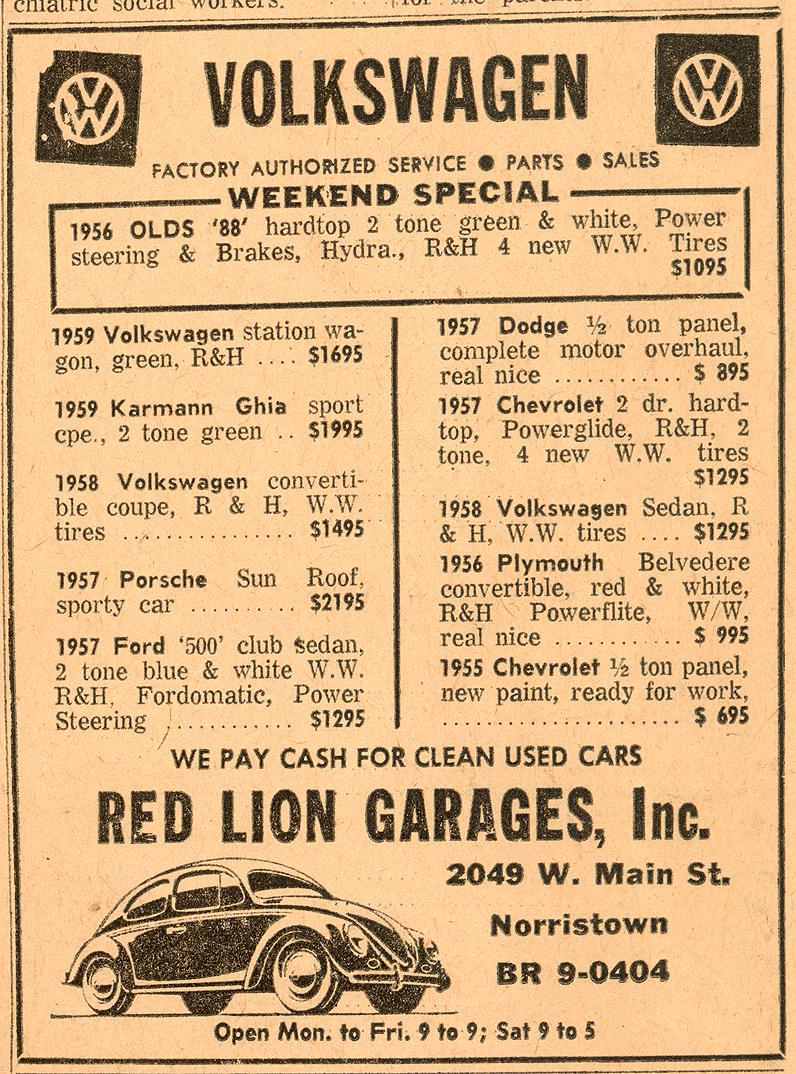 chiatric social workers.
for the parent
VOLKSWAGEN
FACTORY AUTHORIZED SERVICE ● PARTS ● SALES
WEEKEND SPECIAL
1956 OLDS '88' hardtop 2 tone green & white, Power
steering & Brakes, Hydra., R&H 4 new W.W. Tires
$1095
1959 Volkswagen station wa-
gon, green, R&H .... $1695
1959 Karmann Ghia sport
cpe., 2 tone green .. $1995
1958 Volkswagen converti-
ble coupe, R & H, W.W.
tires ................ $1495
1957 Porsche Sun Roof,
sporty car .......... $2195
1957 Ford '500' club sedan,
2 tone blue & white W.W.
R&H, Fordomatic, Power
Steering ........... $1295
1957 Dodge ½ ton panel,
complete motor overhaul,
real nice ............ $ 895
1957 Chevrolet 2 dr. hard-
top, Powerglide, R&H, 2
tone, 4 new W.W. tires
$1295
1958 Volkswagen Sedan, R
& H, W.W. tires .... $1295
1956 Plymouth Belvedere
convertible, red & white,
R&H Powerflite, W/W,
real nice ............ $ 995
1955 Chevrolet ½ ton panel,
new paint, ready for work,
...................... $ 695
WE PAY CASH FOR CLEAN USED CARS
RED LION GARAGES, Inc.
2049 W. Main St.
Norristown
BR 9-0404
Open Mon. to Fri. 9 to 9; Sat 9 to 5